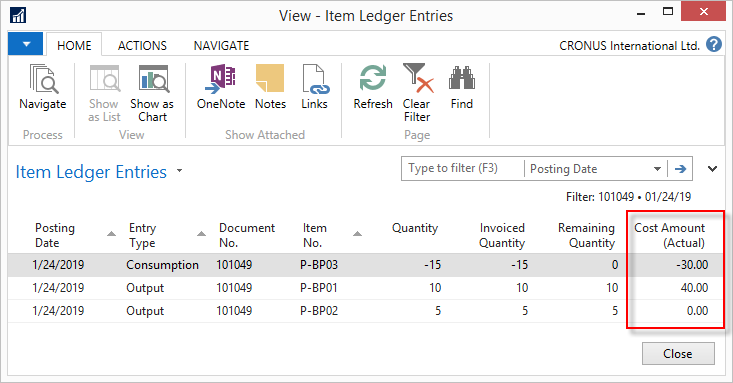 View - Item Ledger Entries
HOME ACTIONS NAVIGATE CRONUS International Ltd.
Navigate Show as List Show as Chart OneNote Notes Links Refresh Clear Filter Find
Process View Show Attached Page
Item Ledger Entries Type to filter (F3) Posting Date
Filter: 101049 • 01/24/19
Posting Date Entry Type Document No. Item No. Quantity Invoiced Quantity Remaining Quantity Cost Amount (Actual)
1/24/2019 Consumption 101049 P-BP03 -15 -15 0 -30.00
1/24/2019 Output 101049 P-BP01 10 10 10 40.00
1/24/2019 Output 101049 P-BP02 5 5 5 0.00
Close